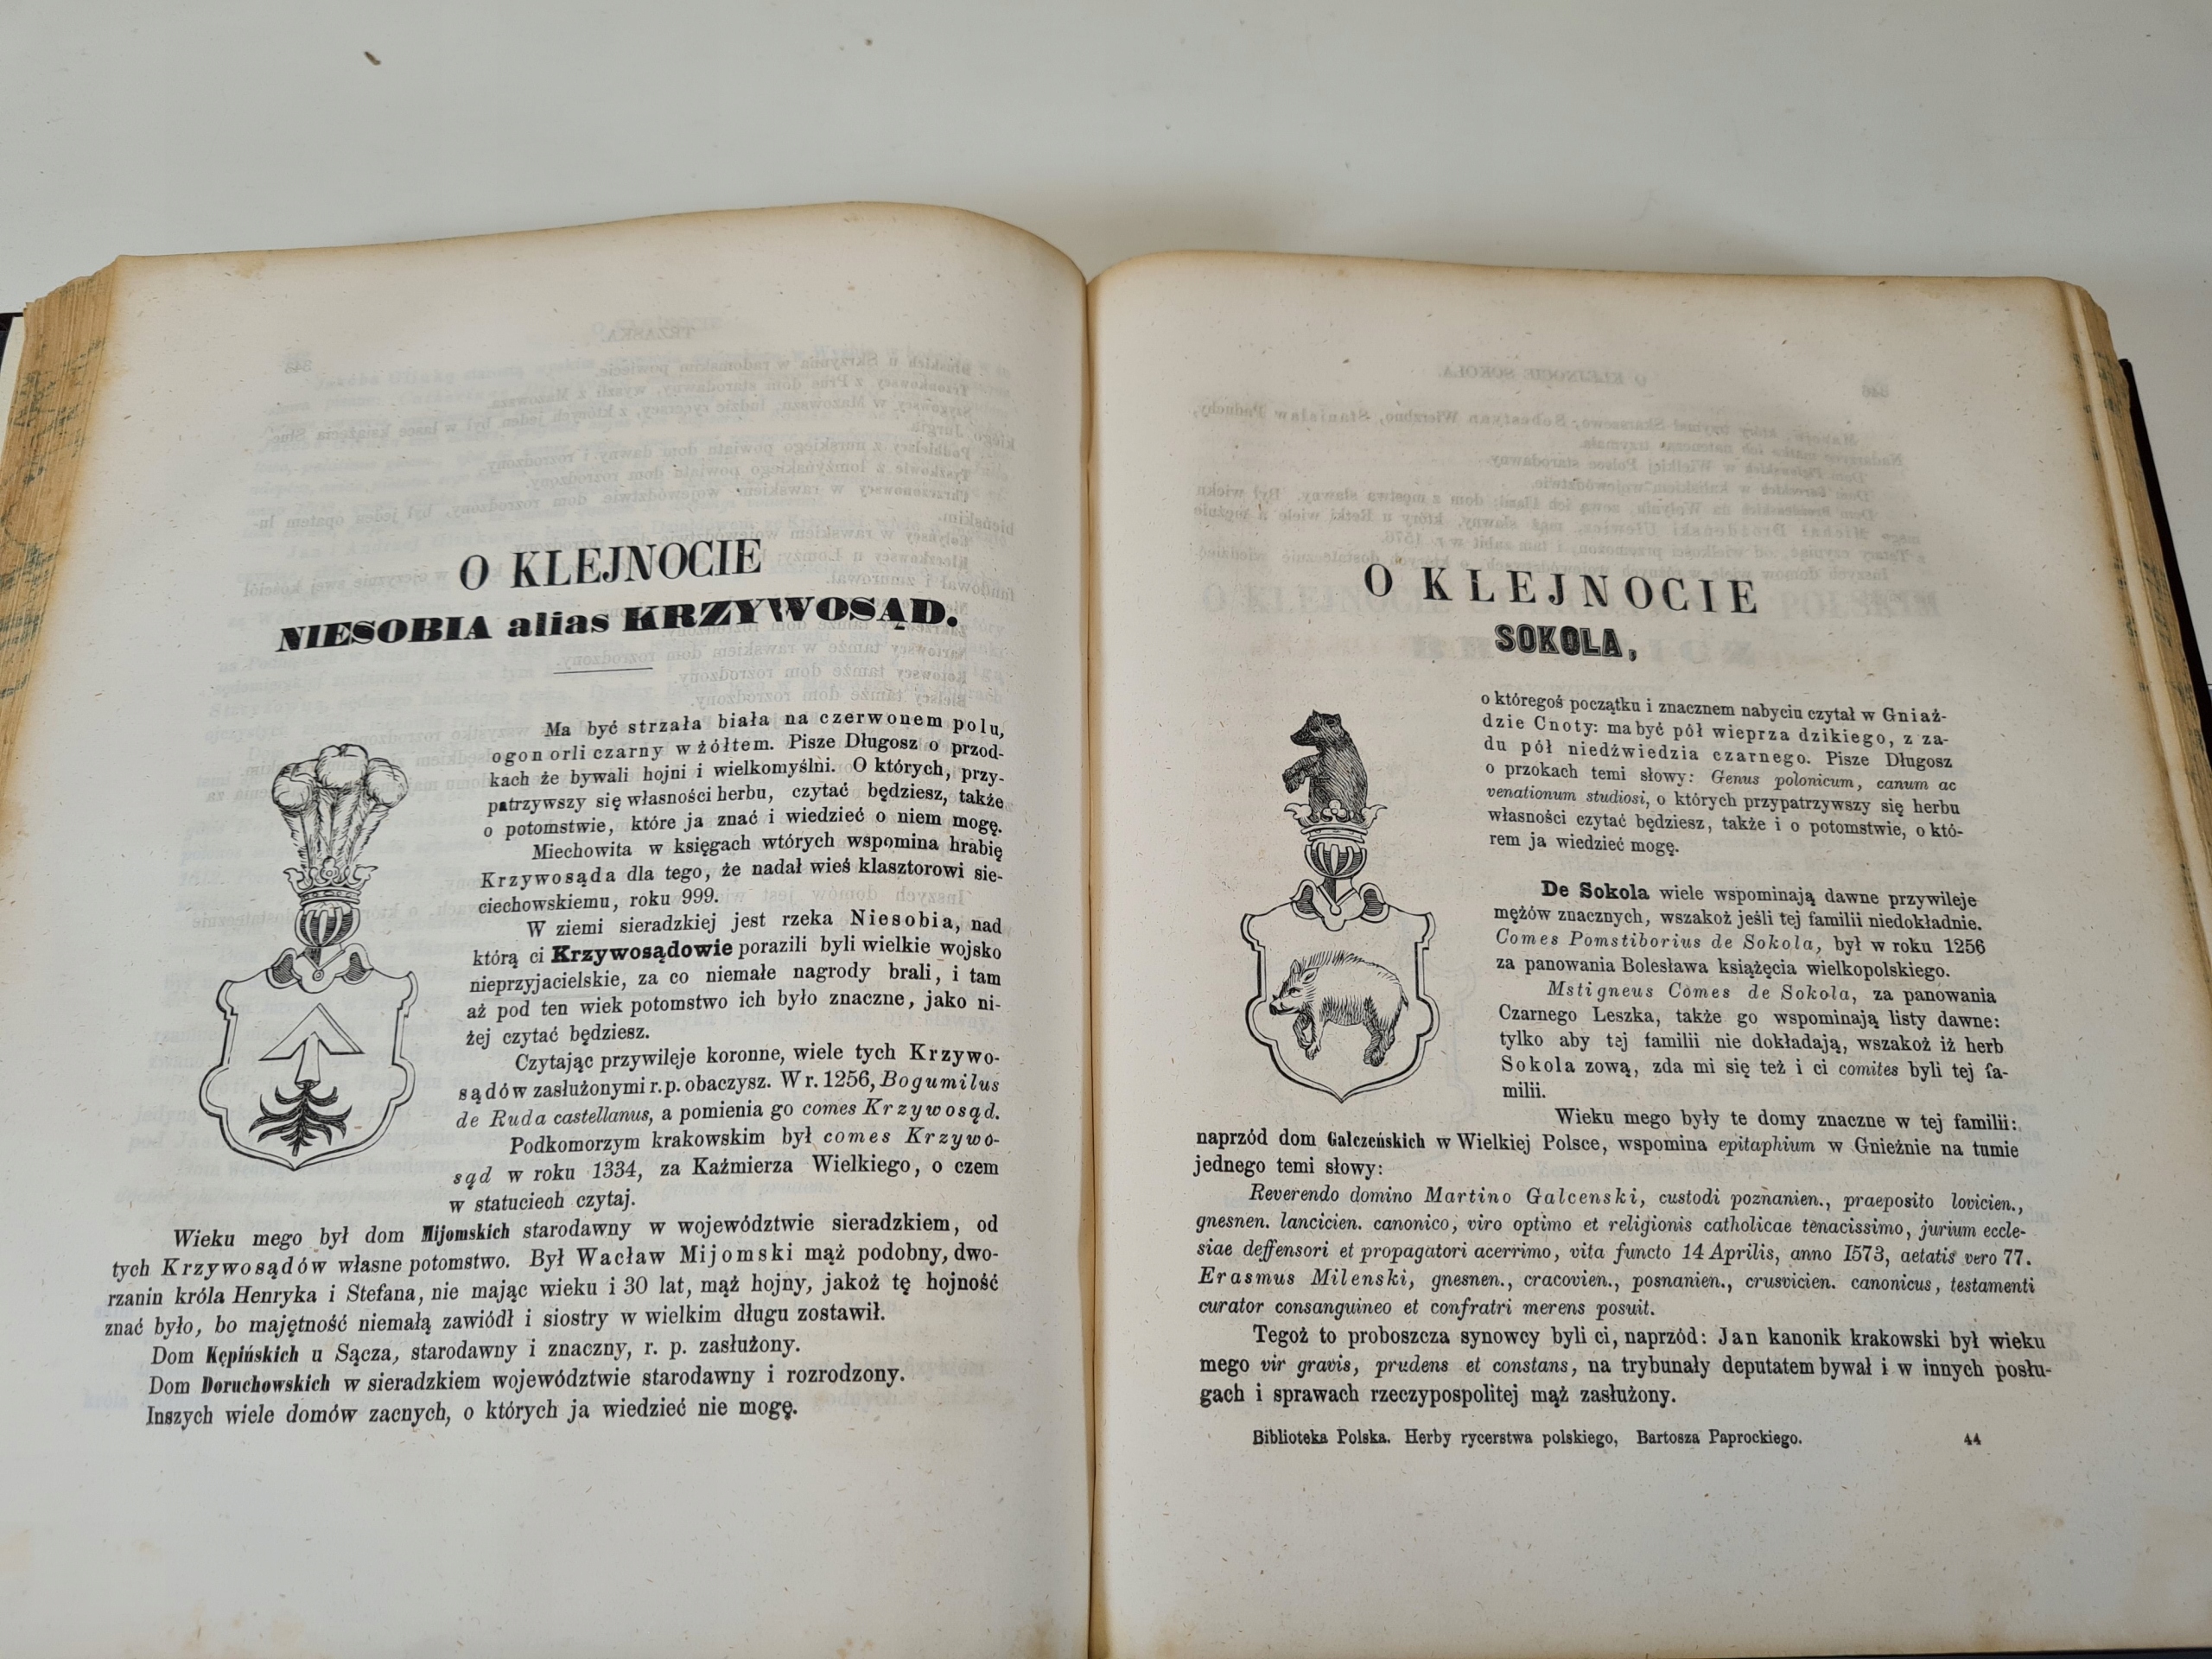 O KLEJNOCIE
NIESOBIA alias KRZYWOSĄD.
Ma być strzała biała na czerwonem polu,
ogon orli czarny w żółtem. Pisze Długosz o przod-
kach że bywali hojni i wielkomyślni. O których, przy-
patrzywszy się własności herbu, czytać będziesz, także
o potomstwie, które ja znać i wiedzieć o niem mogę.
Miechowita w księgach wtórych wspomina hrabię
Krzywosąda dla tego, że nadał wieś klasztorowi sie-
ciechowskiemu, roku 999.
W ziemi sieradzkiej jest rzeka Niesobia, nad
którą ci Krzywosądowie porazili byli wielkie wojsko
nieprzyjacielskie, za co niemałe nagrody brali, i tam
aż pod ten wiek potomstwo ich było znaczne, jako ni-
żej czytać będziesz.
Czytając przywileje koronne, wiele tych Krzywo-
sądów zasłużonymi r. p. obaczysz. W r. 1256, Bogumilus
de Ruda castellanus, a pomienia go comes Krzywosąd.
Podkomorzym krakowskim był comes Krzywo-
sąd w roku 1334, za Kaźmierza Wielkiego, o czem
w statuciech czytaj.
Wieku mego był dom Mijomskich starodawny w województwie sieradzkiem, od
tych Krzywosądów własne potomstwo. Był Wacław Mijomski mąż podobny, dwo-
rzanin króla Henryka i Stefana, nie mając wieku i 30 lat, mąż hojny, jakoż tę hojność
znać było, bo majętność niemałą zawiódł i siostry w wielkim długu zostawił.
Dom Kępińskich u Sącza, starodawny i znaczny, r. p. zasłużony.
Dom Doruchowskich w sieradzkiem województwie starodawny i rozrodzony.
Inszych wiele domów zacnych, o których ja wiedzieć nie mogę.
O KLEJNOCIE
SOKOLA,
o któregoś początku i znacznem nabyciu czytał w Gniaź-
dzie Cnoty: ma być pół wieprza dzikiego, z za-
du pół niedźwiedzia czarnego. Pisze Długosz
o przokach temi słowy: Genus polonicum, canum ac
venationum studiosi, o których przypatrzywszy się herbu
własności czytać będziesz, także i o potomstwie, o któ-
rem ja wiedzieć mogę.
De Sokola wiele wspominają dawne przywileje
mężów znacznych, wszakoż jeśli tej familii niedokładnie.
Comes Pomstiborius de Sokola, był w roku 1256
za panowania Bolesława książęcia wielkopolskiego.
Mstigneus Comes de Sokola, za panowania
Czarnego Leszka, także go wspominają listy dawne:
tylko aby tej familii nie dokładają, wszakoż iż herb
Sokola zową, zda mi się też i ci comites byli tej fa-
milii.
Wieku mego były te domy znaczne w tej familii:
naprzód dom Gałczeńskich w Wielkiej Polsce, wspomina epitaphium w Gnieźnie na tumie
jednego temi słowy:
Reverendo domino Martino Galcenski, custodi poznanien., praeposito lovicien.,
gnesnen. lancicien. canonico, viro optimo et religionis catholicae tenacissimo, jurium eccle-
siae deffensori et propagatori acerrimo, vita functo 14 Aprilis, anno 1573, aetatis vero 77.
Erasmus Milenski, gnesnen., cracovien., posnanien., crusvicien. canonicus, testamenti
curator consanguineo et confratri merens posuit.
Tegoż to proboszcza synowcy byli ci, naprzód: Jan kanonik krakowski był wieku
mego vir gravis, prudens et constans, na trybunały deputatem bywał i w innych posłu-
gach i sprawach rzeczypospolitej mąż zasłużony.
Biblioteka Polska. Herby rycerstwa polskiego, Bartosza Paprockiego. 44